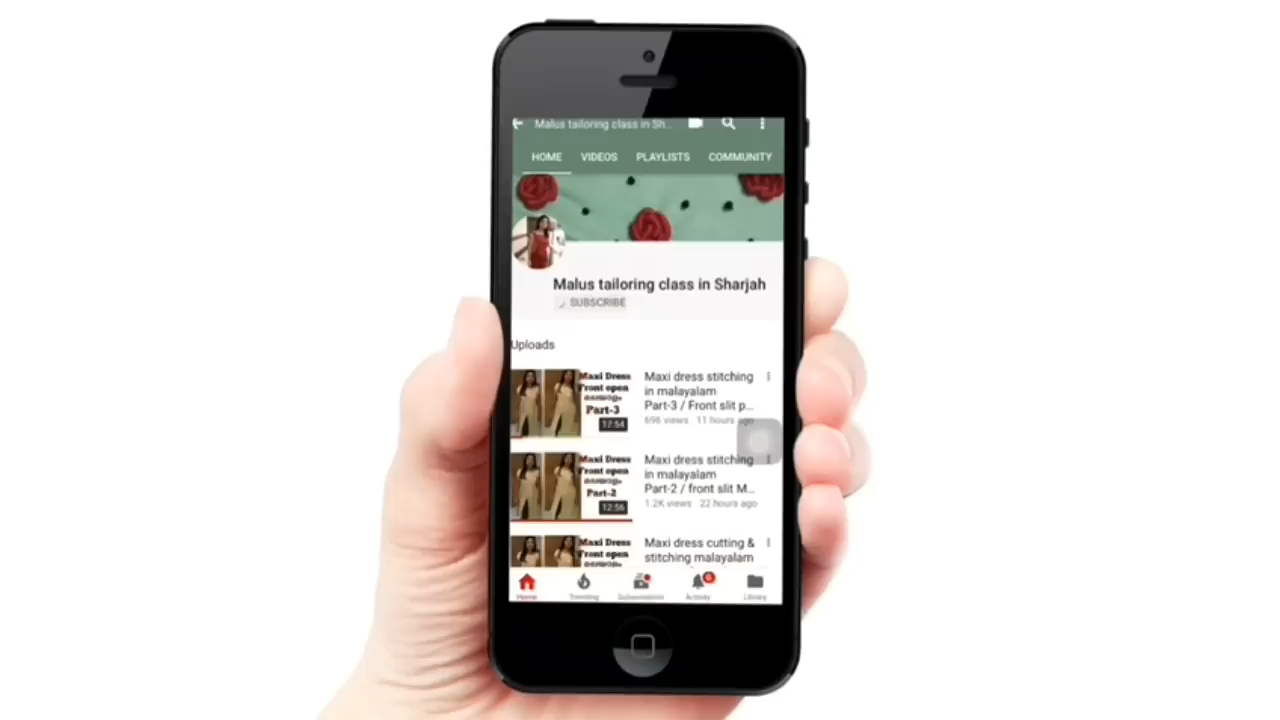 Malus tailoring class in Sh...
HOME VIDEOS PLAYLISTS COMMUNITY
Malus tailoring class in Sharjah
SUBSCRIBE
Uploads
Maxi Dress
Front open
Part-3
17:54
Maxi dress stitching
in malayalam
Part-3 / Front slit p...
696 views 11 hours ago
Maxi Dress
Front open
Part-2
12:56
Maxi dress stitching
in malayalam
Part-2 / front slit M...
1.2K views 22 hours ago
Maxi Dress
Front open
Maxi dress cutting &
stitching malayalam
Home Trending Subscriptions Activity Library